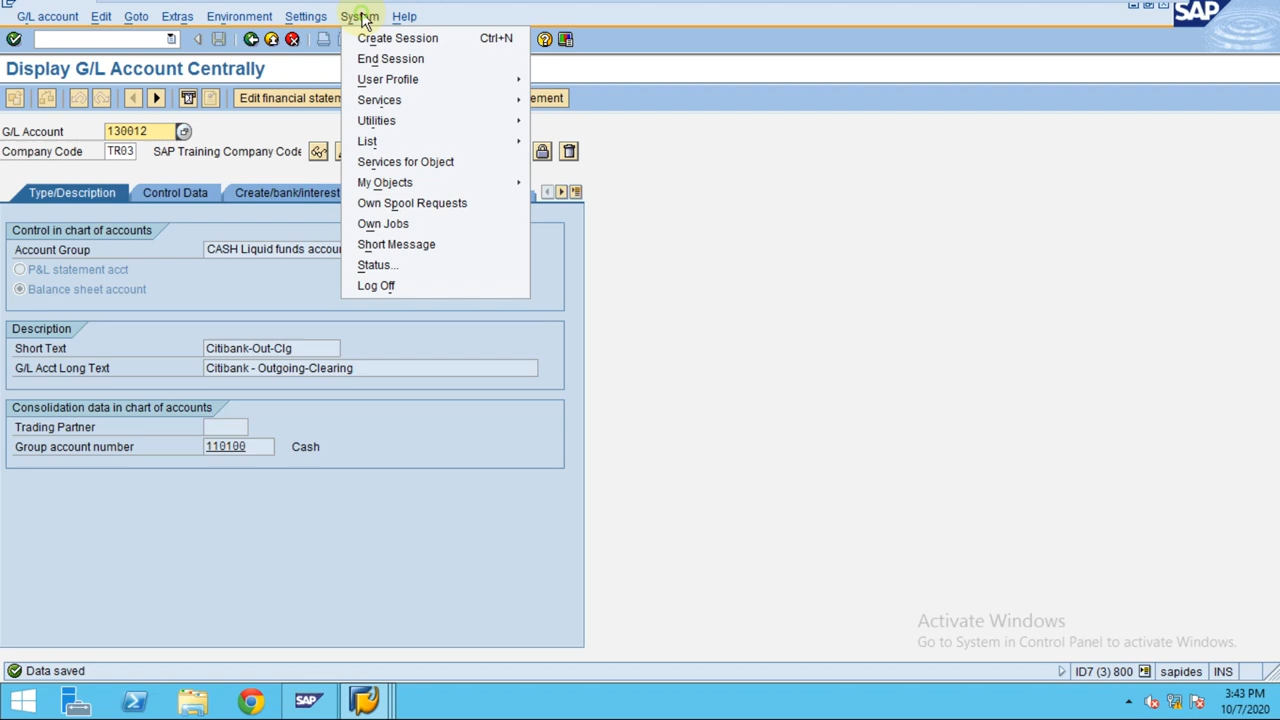 G/L account Edit Goto Extras Environment Settings System Help
SAP
Create Session Ctrl+N
End Session
User Profile
Services
Utilities
List
Services for Object
My Objects
Own Spool Requests
Own Jobs
Short Message
Status...
Log Off
Display G/L Account Centrally
Edit financial statem
ement
G/L Account 130012
Company Code TR03 SAP Training Company Code
Type/Description Control Data Create/bank/interest
Control in chart of accounts
Account Group CASH Liquid funds accou
P&L statement acct
Balance sheet account
Description
Short Text Citibank-Out-Clg
G/L Acct Long Text Citibank - Outgoing-Clearing
Consolidation data in chart of accounts
Trading Partner
Group account number 110100 Cash
Activate Windows
Go to System in Control Panel to activate Windows.
Data saved ID7 (3) 800 sapides INS
SAP
3:43 PM
10/7/2020